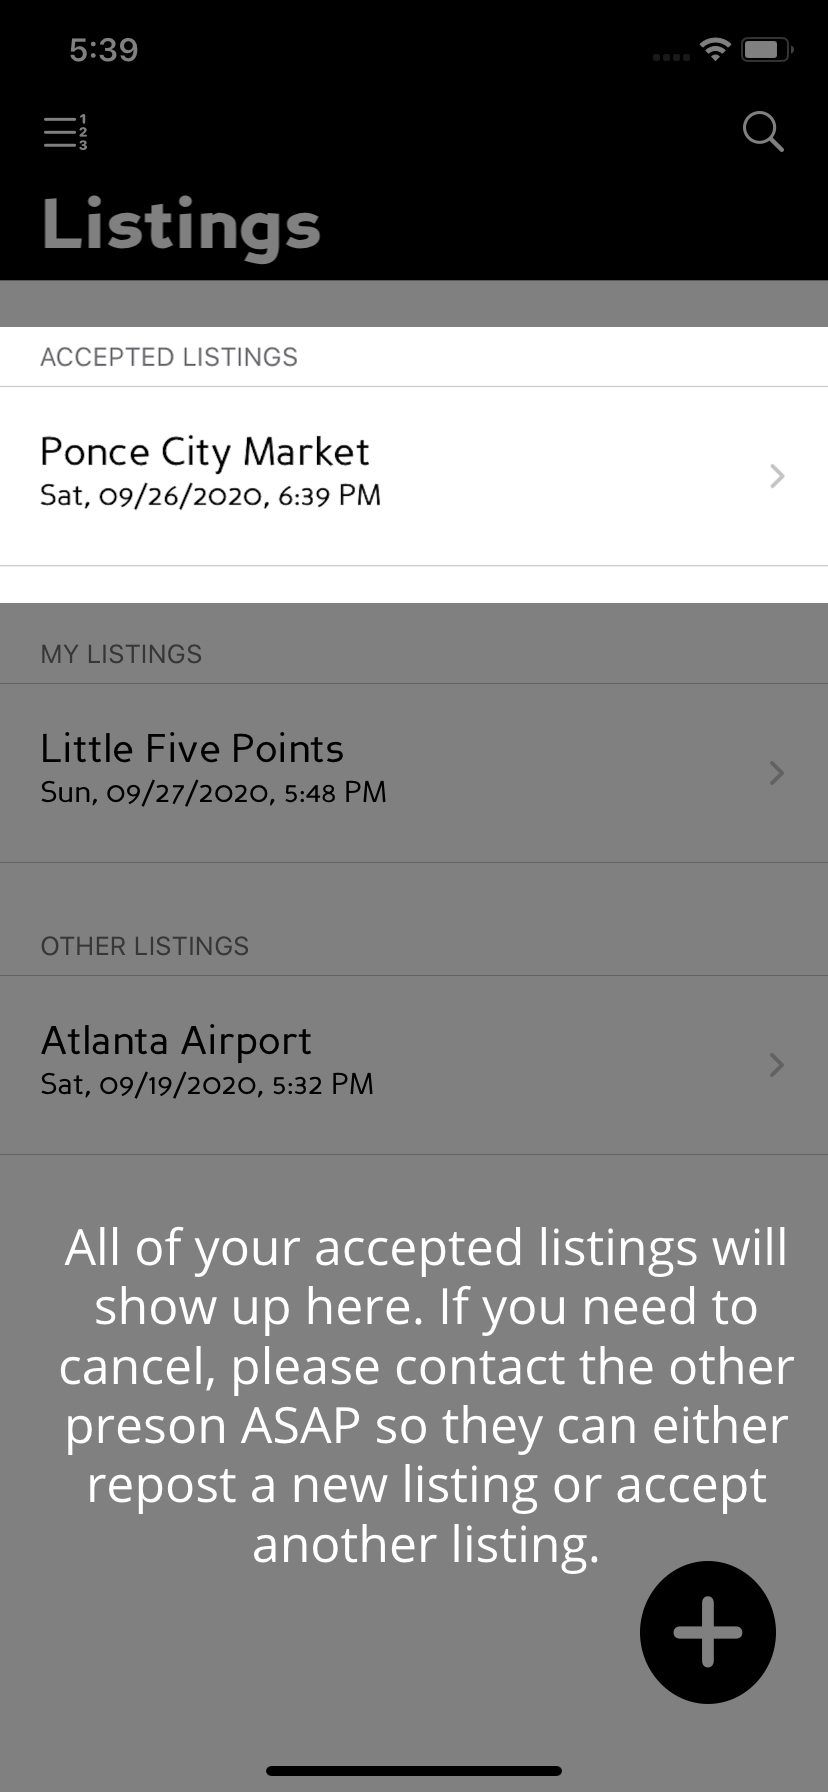 5:39
1
2
3
Listings
ACCEPTED LISTINGS
Ponce City Market
Sat, 09/26/2020, 6:39 PM
MY LISTINGS
Little Five Points
Sun, 09/27/2020, 5:48 PM
OTHER LISTINGS
Atlanta Airport
Sat, 09/19/2020, 5:32 PM
All of your accepted listings will
show up here. If you need to
cancel, please contact the other
preson ASAP so they can either
repost a new listing or accept
another listing.